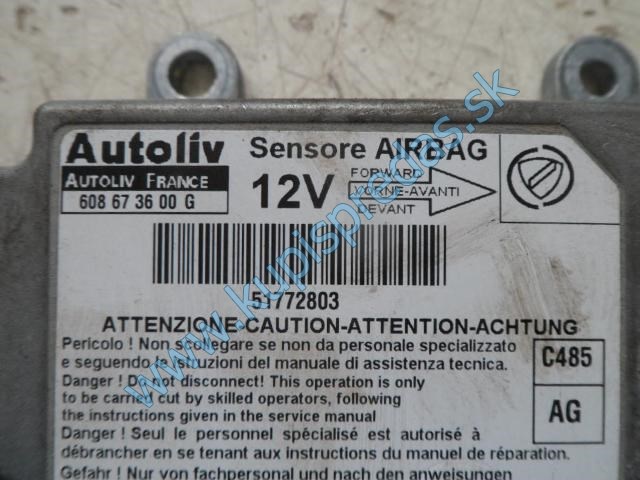 Autoliv
Sensore AIRBAG
AUTOLIV FRANCE
608 67 36 00 G
12V
FORWARD
VORNE-AVANTI
DEVANT
51772803
ATTENZIONE-CAUTION-ATTENTION-ACHTUNG
Pericolo ! Non scollegare se non da personale specializzato
e seguendo le istruzioni del manuale di assistenza tecnica.
Danger ! Do not disconnect! This operation is only
to be carried out by skilled operators, following
the instructions given in the service manual
Danger ! Seul le personnel spécialisé est autorisé à
débrancher en se tenant aux instructions du manuel de réparation.
Gefahr ! Nur von fachpersonal und nach den anweisungen
C485
AG
www.kupispredas.sk